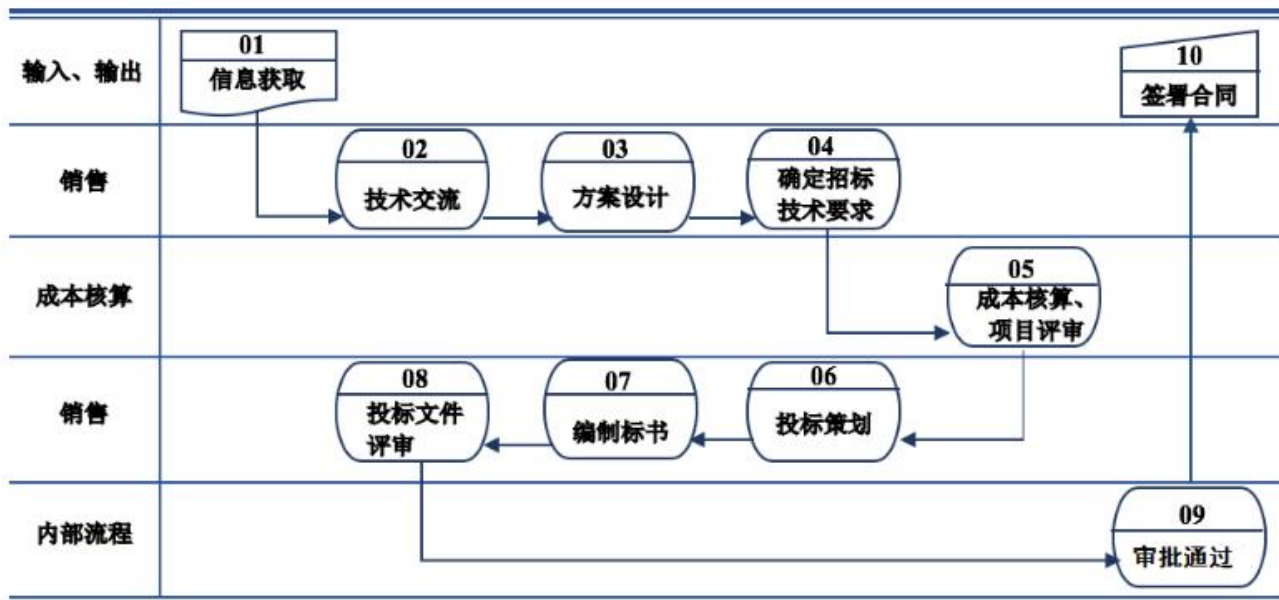 输入、输出
01
信息获取
10
签署合同
销售
02
技术交流
03
方案设计
04
确定招标
技术要求
成本核算
05
成本核算、
项目评审
销售
08
投标文件
评审
07
编制标书
06
投标策划
内部流程
09
审批通过